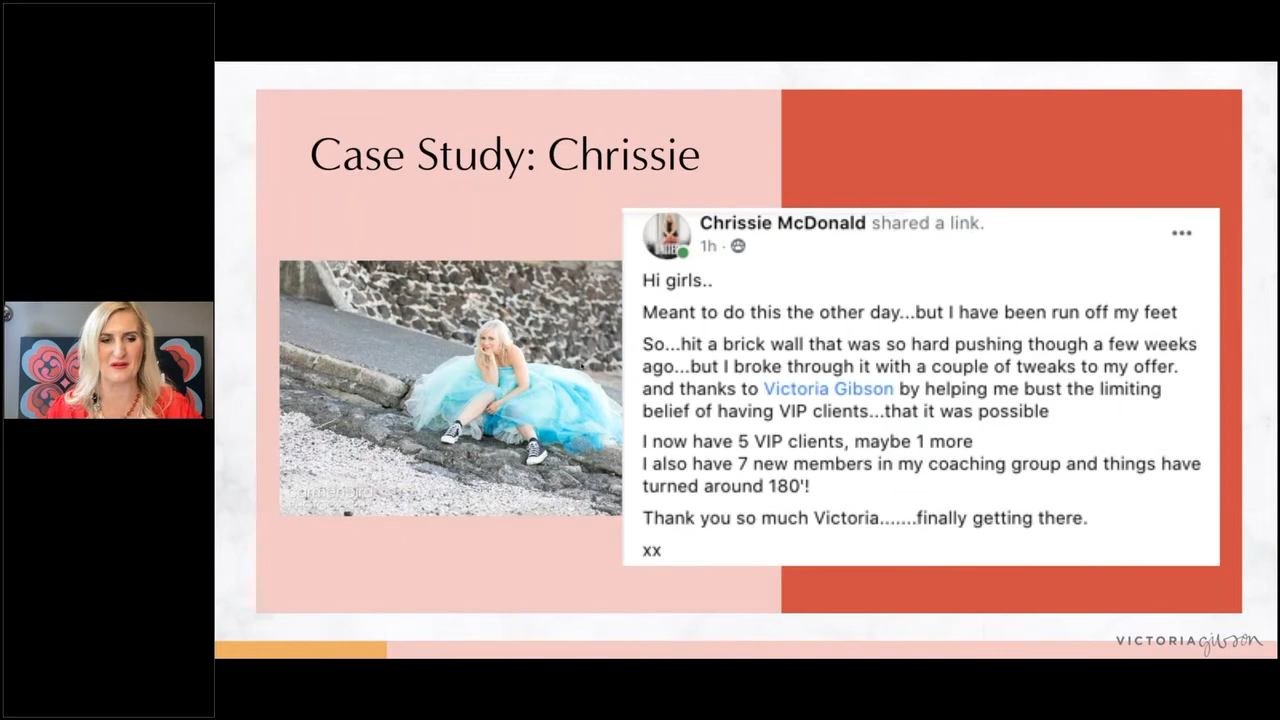 Case Study: Chrissie
Chrissie McDonald shared a link.
1h ·
Hi girls..
Meant to do this the other day...but I have been run off my feet
So...hit a brick wall that was so hard pushing though a few weeks
ago...but I broke through it with a couple of tweaks to my offer.
and thanks to Victoria Gibson by helping me bust the limiting
belief of having VIP clients...that it was possible
I now have 5 VIP clients, maybe 1 more
I also have 7 new members in my coaching group and things have
turned around 180'!
Thank you so much Victoria.......finally getting there.
xx
VICTORIA gibson